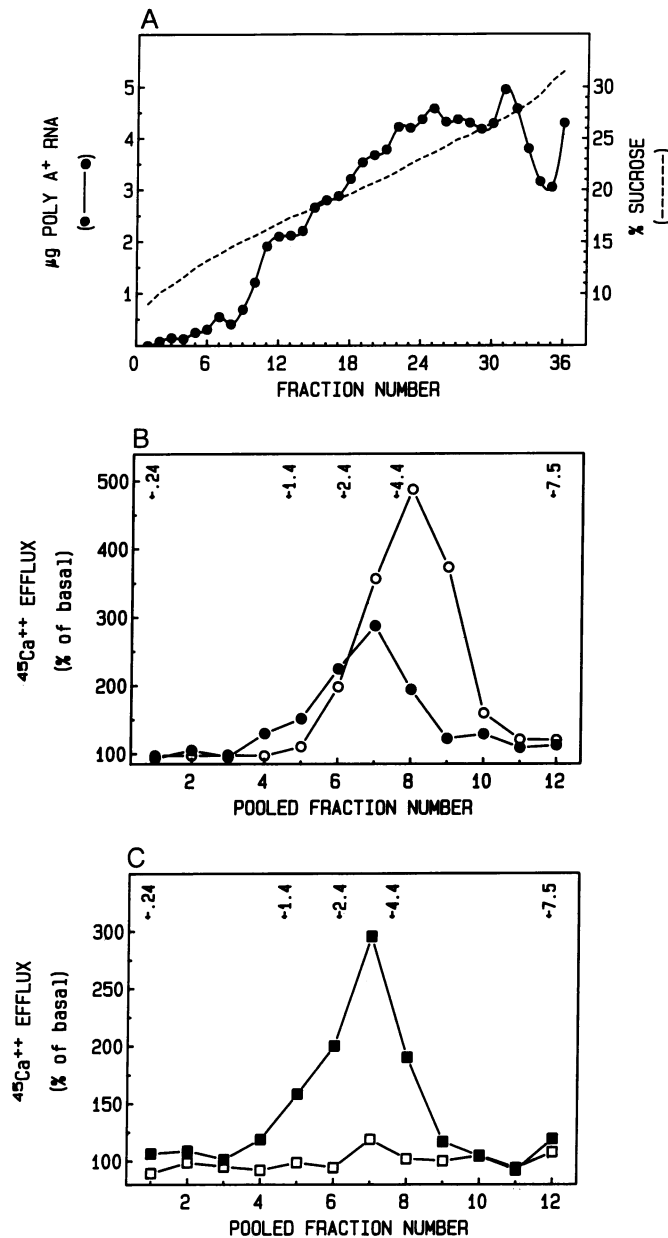 A
5
4
3
2
1
µg POLY A+ RNA
(●——●)
30
25
20
15
10
% SUCROSE
(------)
0 6 12 18 24 30 36
FRACTION NUMBER
B
+.24 +1.4 +2.4 +4.4 +7.5
500
400
300
200
100
45Ca++ EFFLUX
(% of basal)
2 4 6 8 10 12
POOLED FRACTION NUMBER
C
+.24 +1.4 +2.4 +4.4 +7.5
300
250
200
150
100
45Ca++ EFFLUX
(% of basal)
2 4 6 8 10 12
POOLED FRACTION NUMBER